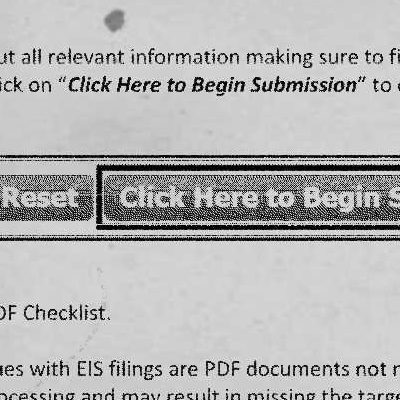 ut all relevant information making sure to fi
ick on "Click Here to Begin Submission" to
Reset Click Here to Begin S
DF Checklist.
ues with EIS filings are PDF documents not
ocessing and may result in missing the targe